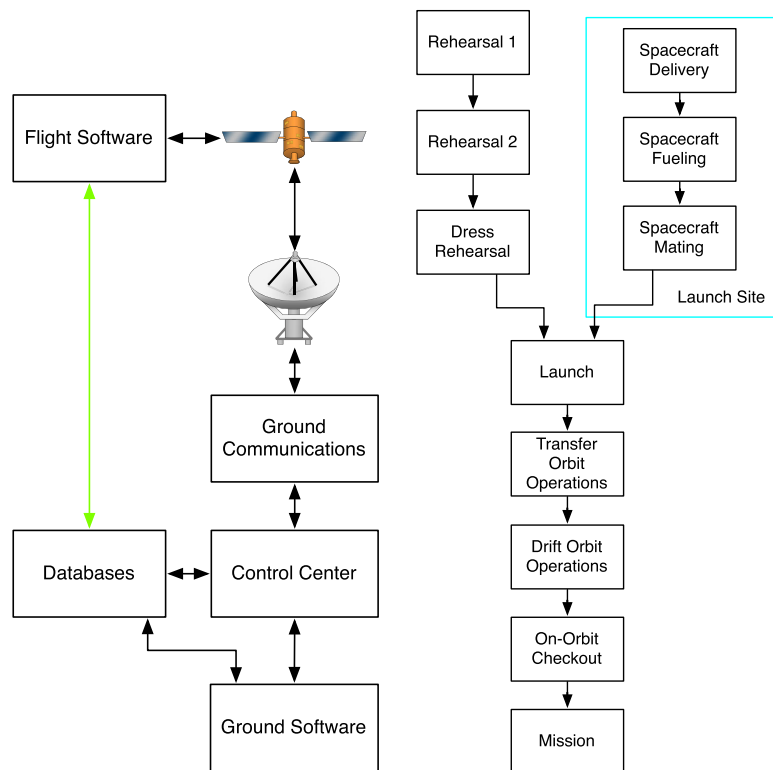 Flight Software
Ground
Communications
Databases
Control Center
Ground Software
Rehearsal 1
Rehearsal 2
Dress
Rehearsal
Spacecraft
Delivery
Spacecraft
Fueling
Spacecraft
Mating
Launch Site
Launch
Transfer
Orbit
Operations
Drift Orbit
Operations
On-Orbit
Checkout
Mission